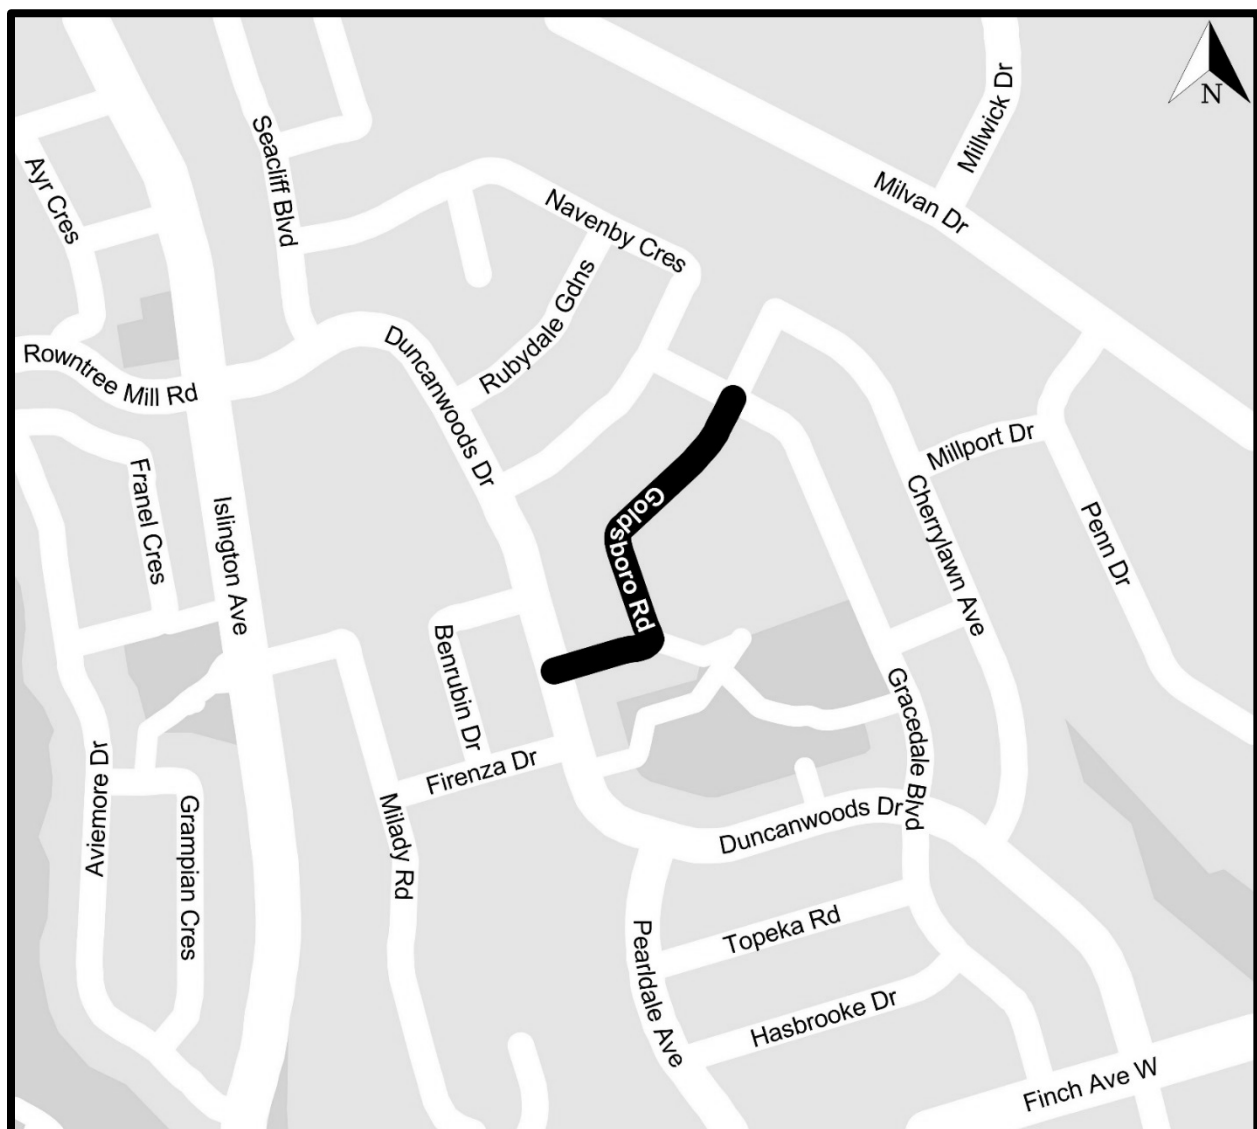 N
Millwick Dr
Seacliff Blvd
Ayr Cres
Milvan Dr
Navenby Cres
Rubydale Gdns
Duncanwoods Dr
Rowntree Mill Rd
Millport Dr
Franel Cres
Islington Ave
Goldsboro Rd
Cherrylawn Ave
Penn Dr
Benrubin Dr
Gracedale Blvd
Firenza Dr
Aviemore Dr
Grampian Cres
Milady Rd
Duncanwoods Dr
Topeka Rd
Pearldale Ave
Hasbrooke Dr
Finch Ave W